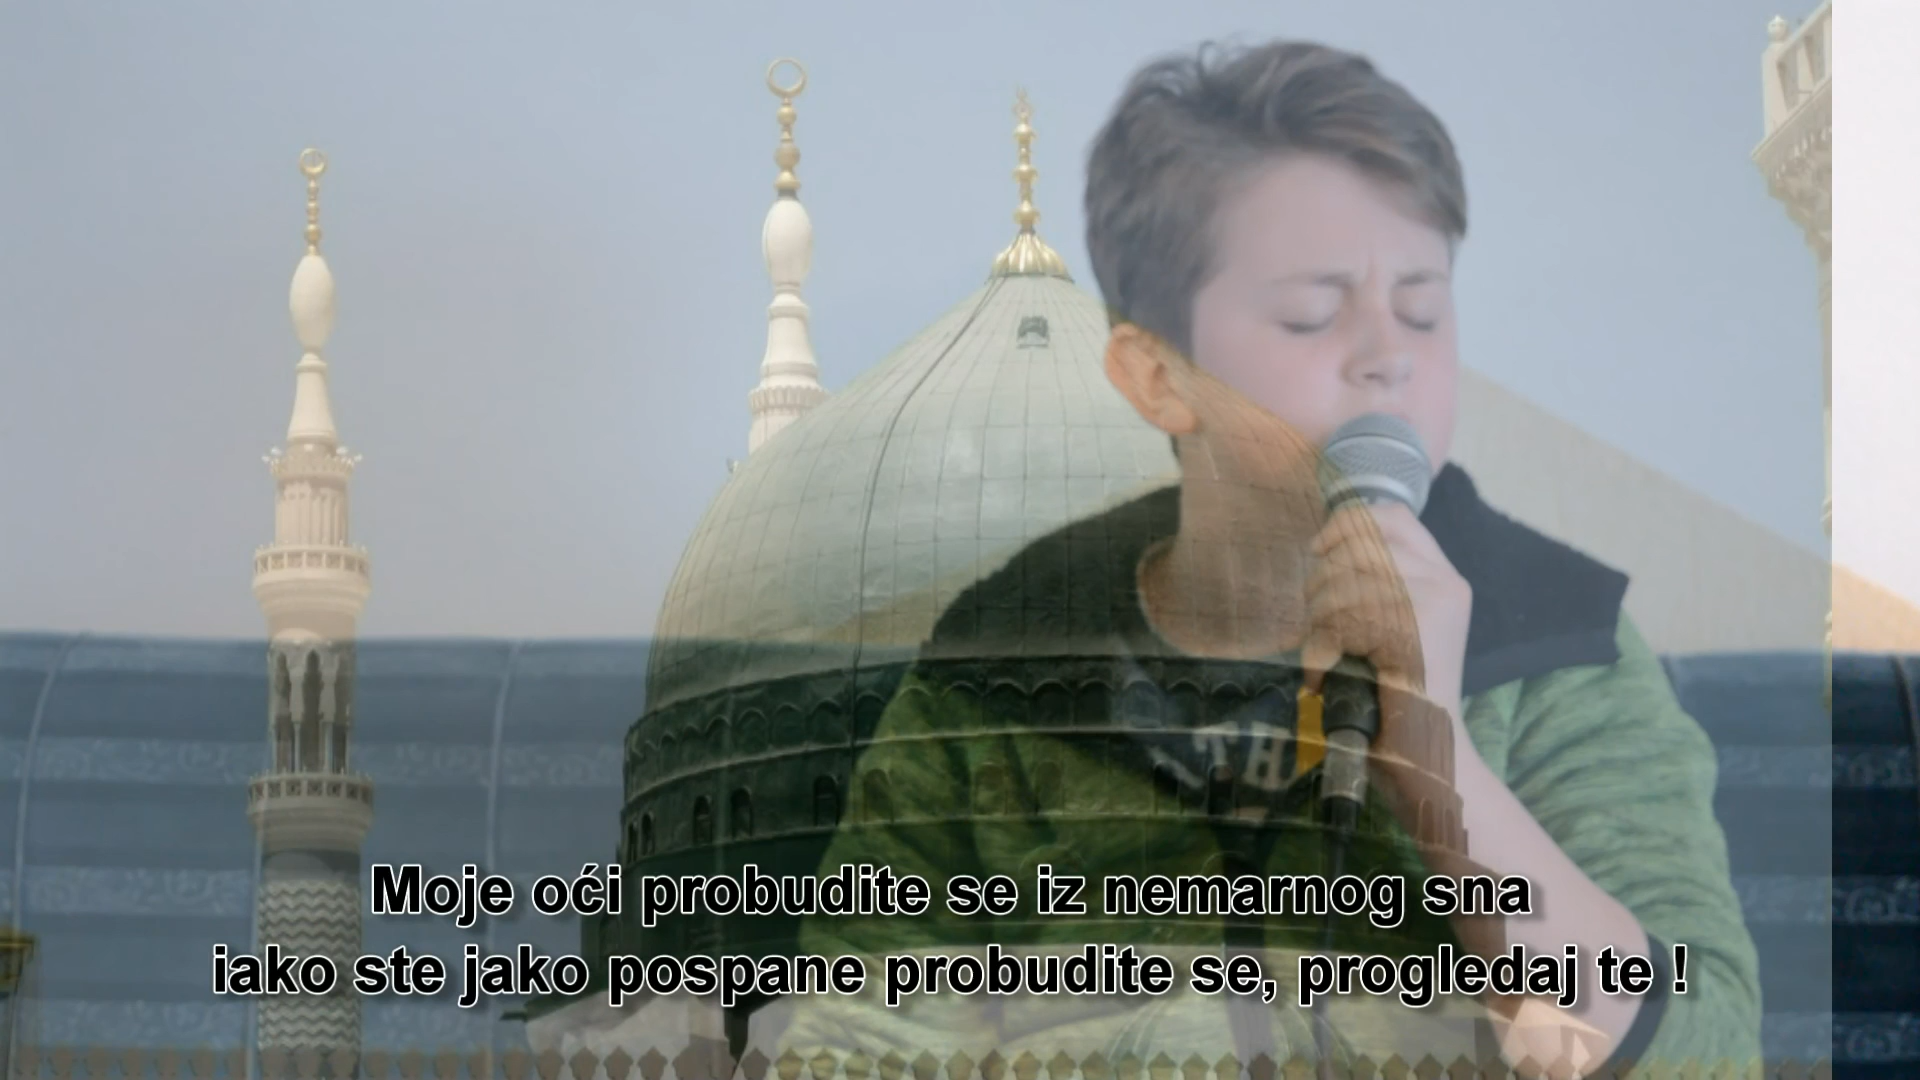 Moje oći probudite se iz nemarnog sna
iako ste jako pospane probudite se, progledaj te !